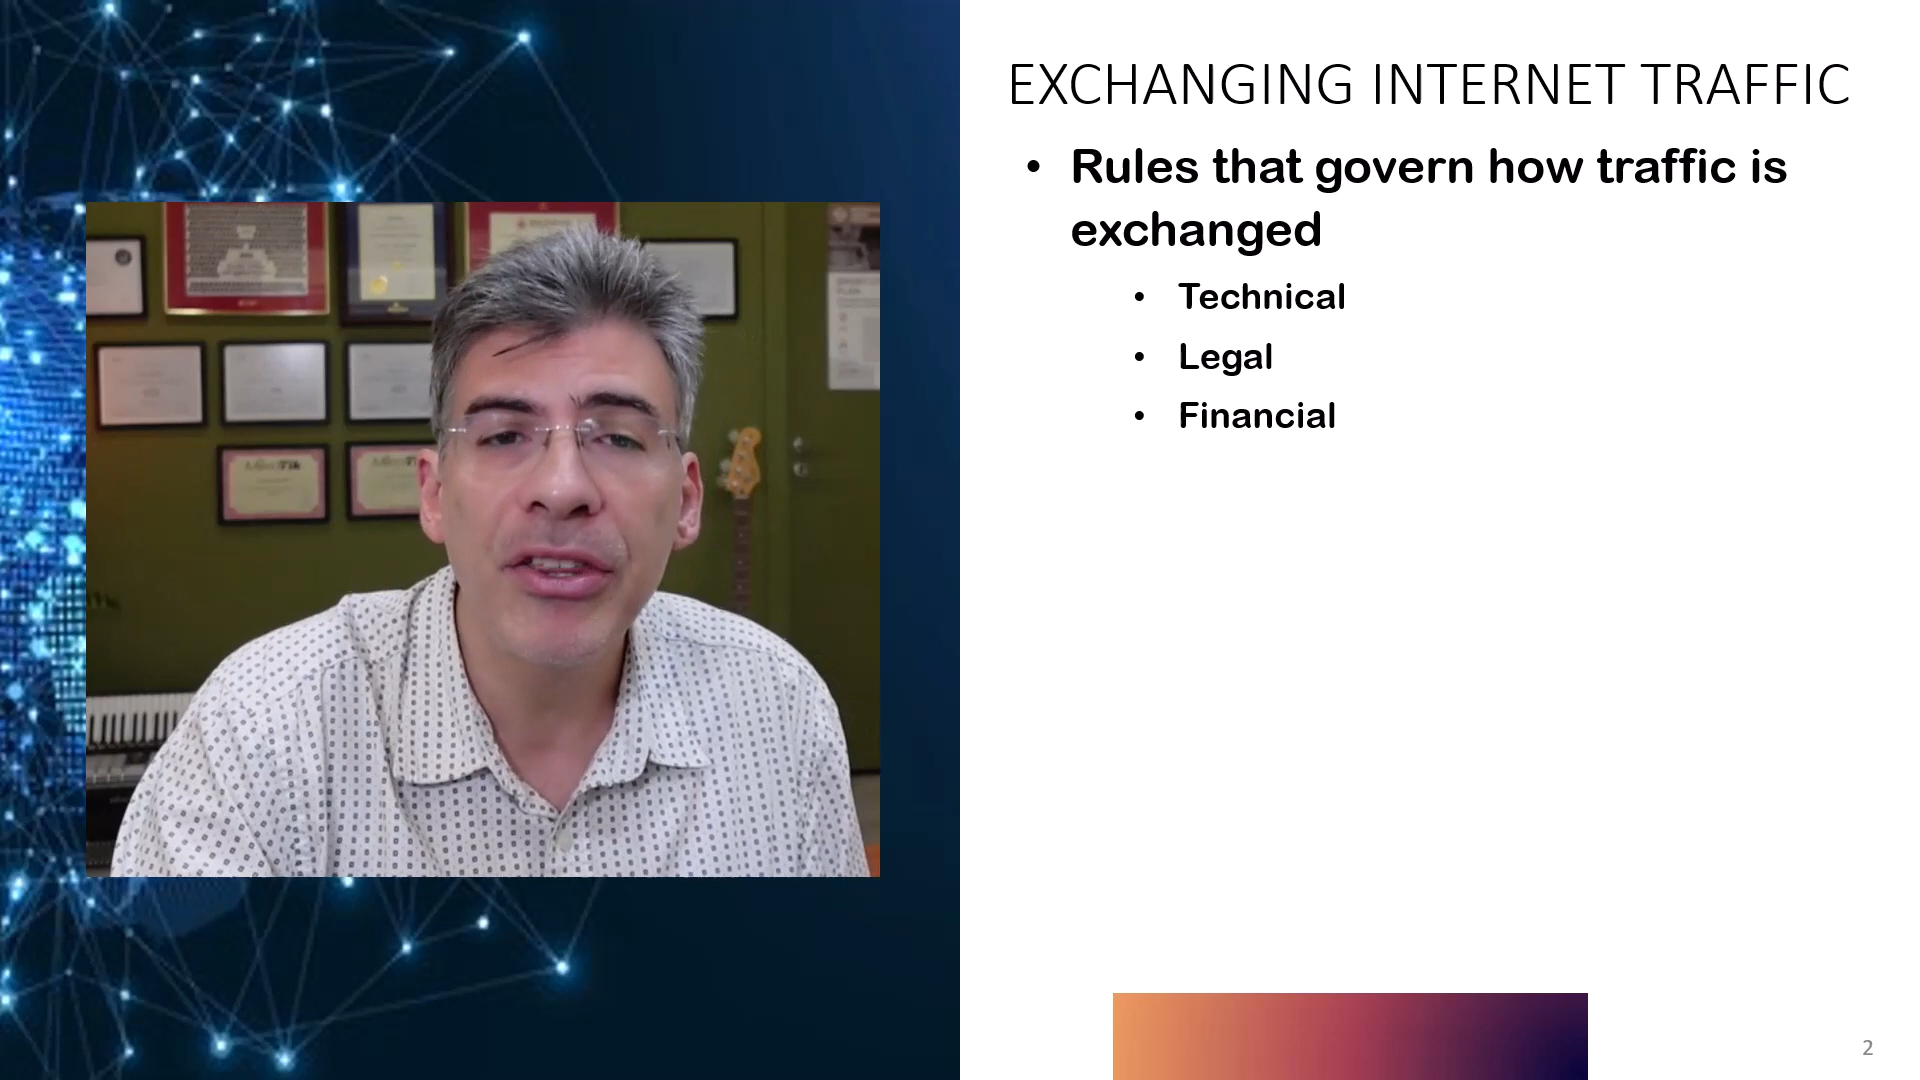 EXCHANGING INTERNET TRAFFIC
• Rules that govern how traffic is
exchanged
• Technical
• Legal
• Financial
2